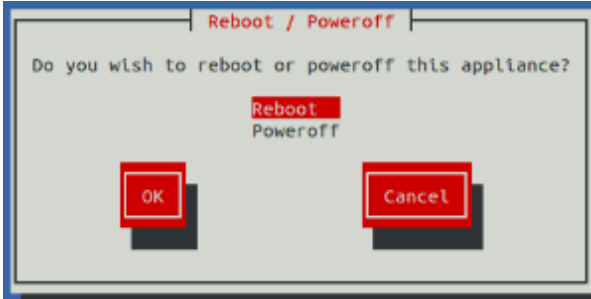 Reboot / Poweroff
Do you wish to reboot or poweroff this appliance?
Reboot
Poweroff
OK
Cancel